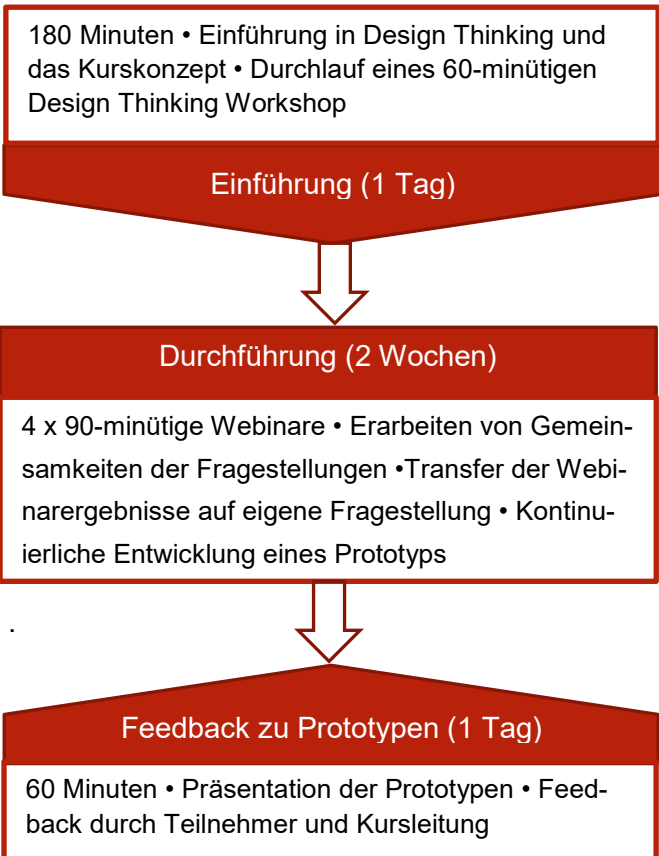 180 Minuten • Einführung in Design Thinking und
das Kurskonzept • Durchlauf eines 60-minütigen
Design Thinking Workshop
Einführung (1 Tag)
Durchführung (2 Wochen)
4 x 90-minütige Webinare • Erarbeiten von Gemein-
samkeiten der Fragestellungen •Transfer der Webi-
narergebnisse auf eigene Fragestellung • Kontinu-
ierliche Entwicklung eines Prototyps
.
Feedback zu Prototypen (1 Tag)
60 Minuten • Präsentation der Prototypen • Feed-
back durch Teilnehmer und Kursleitung